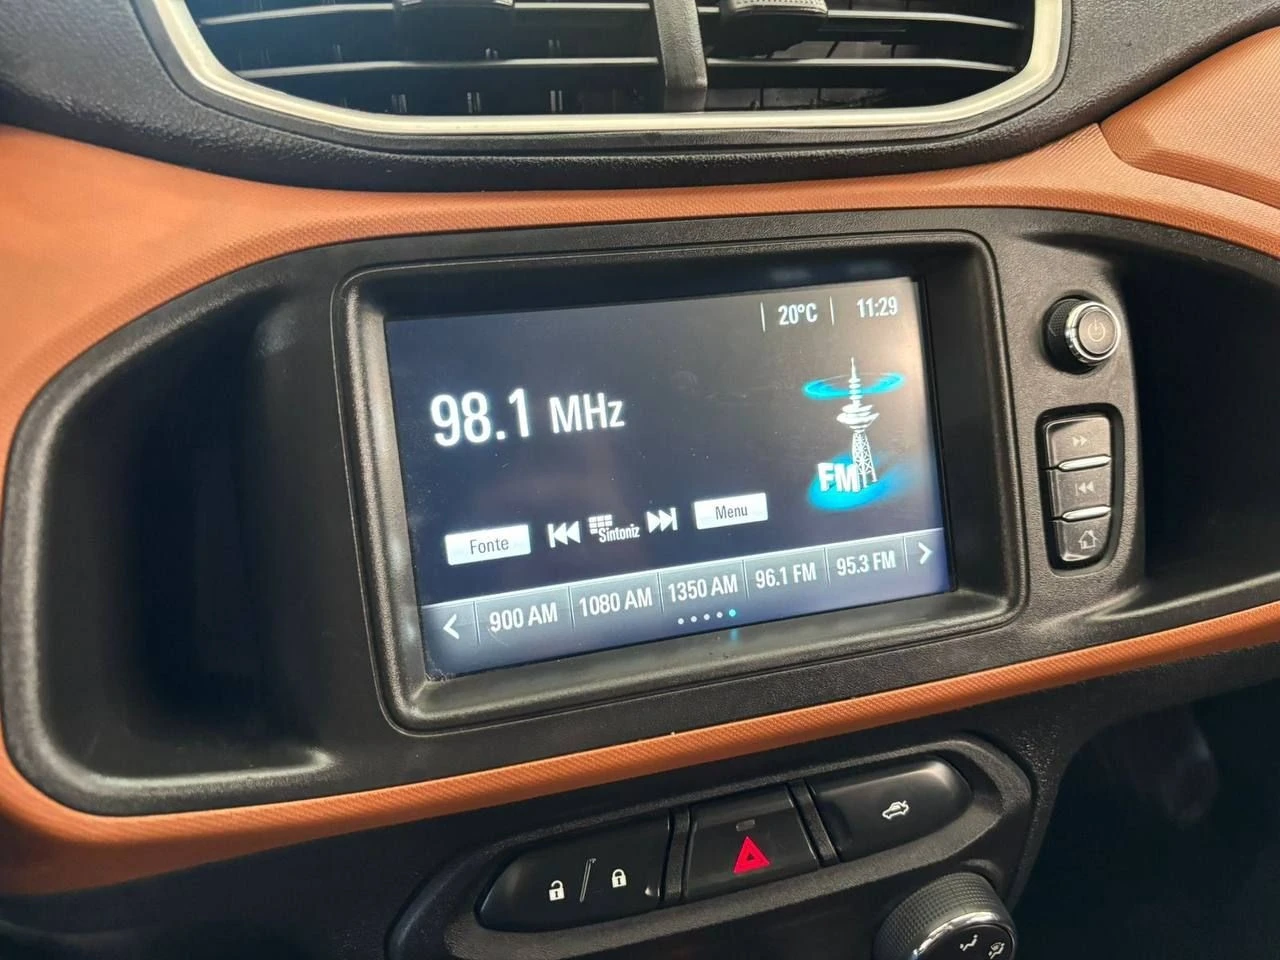 20°C 11:29
98.1 MHz
FM
Fonte Sintoniz Menu
900 AM 1080 AM 1350 AM 96.1 FM 95.3 FM